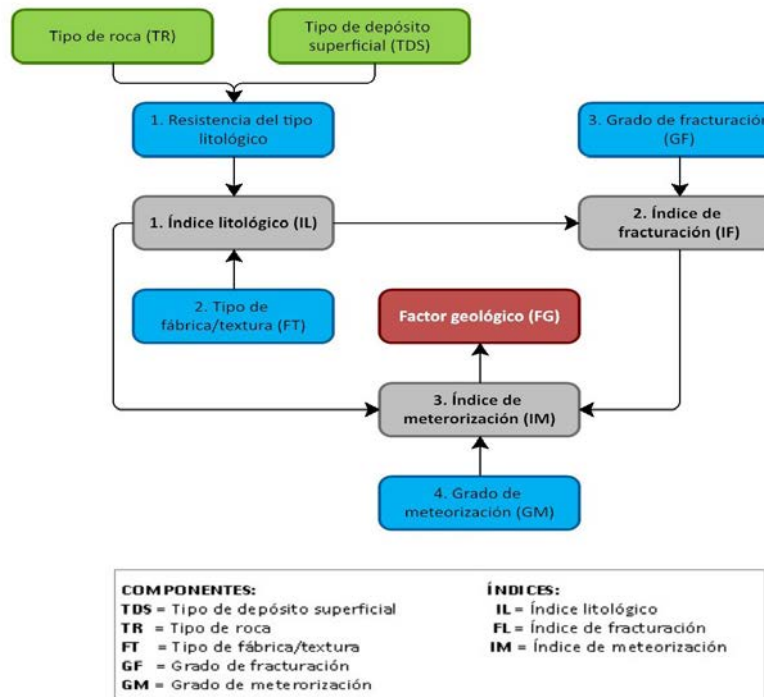 Tipo de roca (TR)
Tipo de depósito
superficial (TDS)
1. Resistencia del tipo
litológico
3. Grado de fracturación
(GF)
1. Índice litológico (IL)
2. Índice de
fracturación (IF)
2. Tipo de
fábrica/textura (FT)
Factor geológico (FG)
3. Índice de
meterorización (IM)
4. Grado de
meteorización (GM)
COMPONENTES:
TDS = Tipo de depósito superficial
TR = Tipo de roca
FT = Tipo de fábrica/textura
GF = Grado de fracturación
GM = Grado de meterorización
ÍNDICES:
IL = Índice litológico
FL = Índice de fracturación
IM = Índice de meteorización